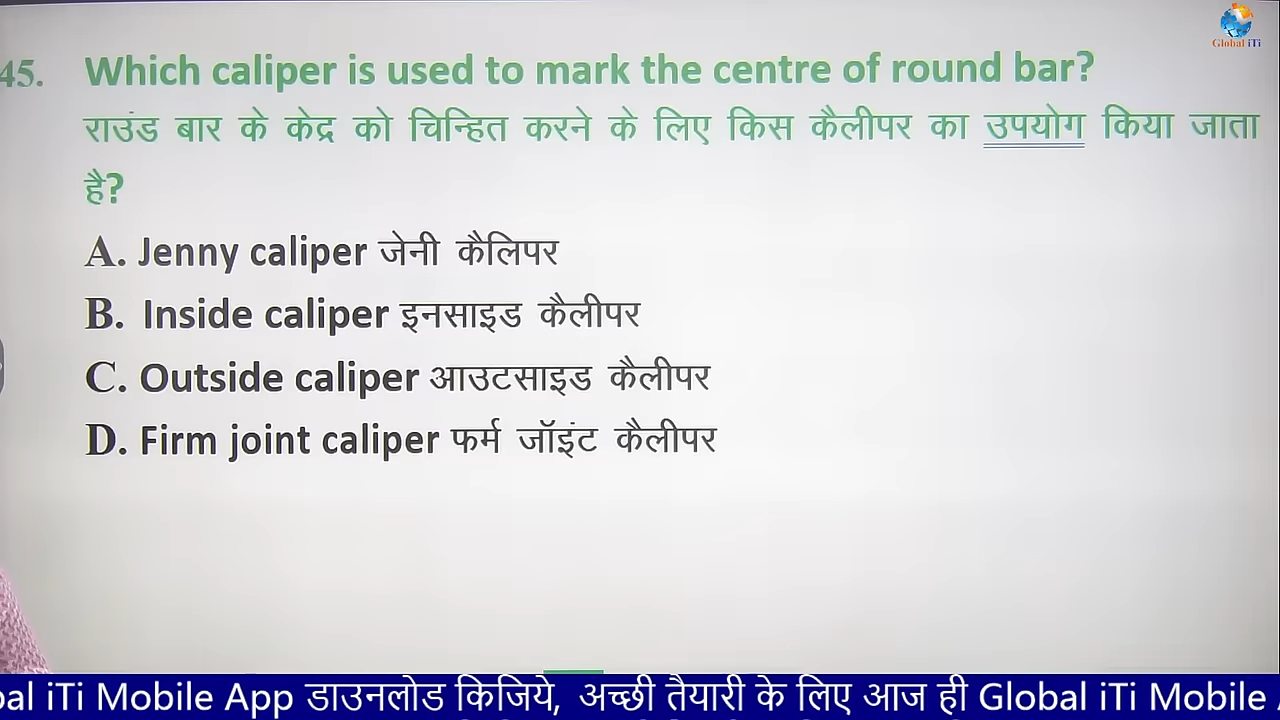 Global iTi
45. Which caliper is used to mark the centre of round bar?
राउंड बार के केंद्र को चिन्हित करने के लिए किस कैलीपर का उपयोग किया जाता
है?
A. Jenny caliper जेनी कैलिपर
B. Inside caliper इनसाइड कैलीपर
C. Outside caliper आउटसाइड कैलीपर
D. Firm joint caliper फर्म जॉइंट कैलीपर
bal iTi Mobile App डाउनलोड किजिये, अच्छी तैयारी के लिए आज ही Global iTi Mobile